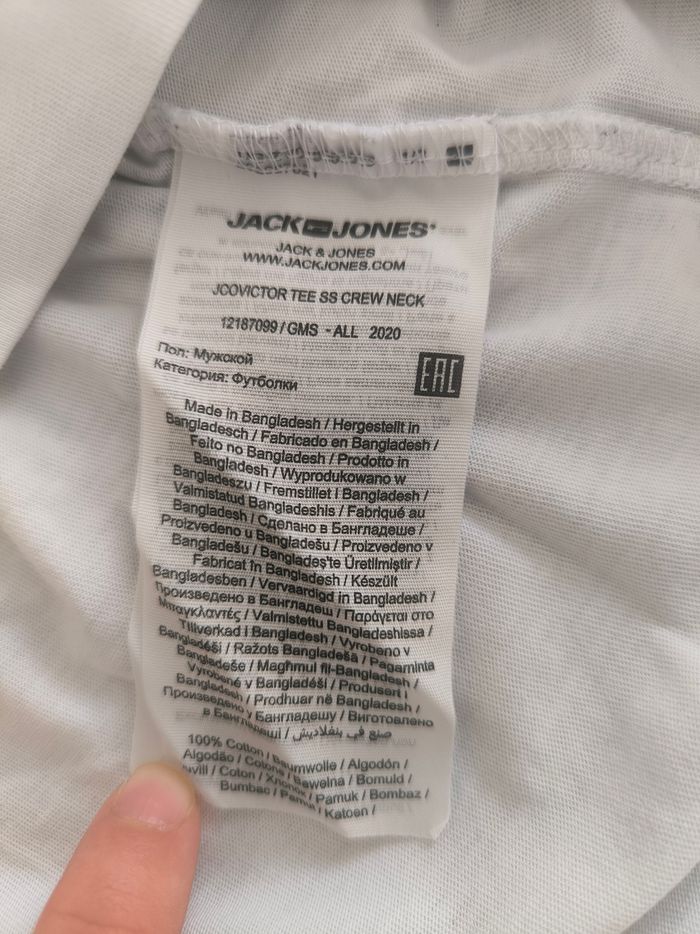 JACK JONES
JACK & JONES
WWW.JACKJONES.COM
JCOVICTOR TEE SS CREW NECK
12187099/GMS - ALL 2020
Пол: Мужской
Категория: Футболки
EAC
Made in Bangladesh / Hergestellt in
Bangladesch / Fabricado en Bangladesh /
Feito no Bangladesh / Prodotto in
Bangladesh / Wyprodukowano w
Bangladeszu / Fremstillet i Bangladesh /
Valmistatud Bangladeshis / Fabriqué au
Bangladesh / Сделано в Бангладеше /
Proizvedeno u Bangladešu / Proizvedeno v
Bangladešu / Bangladeş'te Üretilmiştir /
Fabricat în Bangladesh / Készült
Bangladesben / Vervaardigd in Bangladesh /
Произведено в Бангладеш / Παράγεται στο
Μπαγκλαντές / Valmistettu Bangladeshissa /
Tillverkad i Bangladesh / Vyrobeno v
Bangladéši / Ražots Bangladešā / Pagaminta
Bangladeše / Magħmul fil-Bangladesh /
Vyrobené v Bangladéši / Produsert i
Bangladesh / Prodhuar në Bangladesh /
Произведено у Бангладешу / Виготовлено
в Бангладеші / صنع في بنغلاديش
100% Cotton / Baumwolle / Algodón /
Algodão / Cotone / Bawełna / Bomuld /
Coton / Хлопок / Pamuk / Bombaz /
Bumbac / Pamut / Katoen /